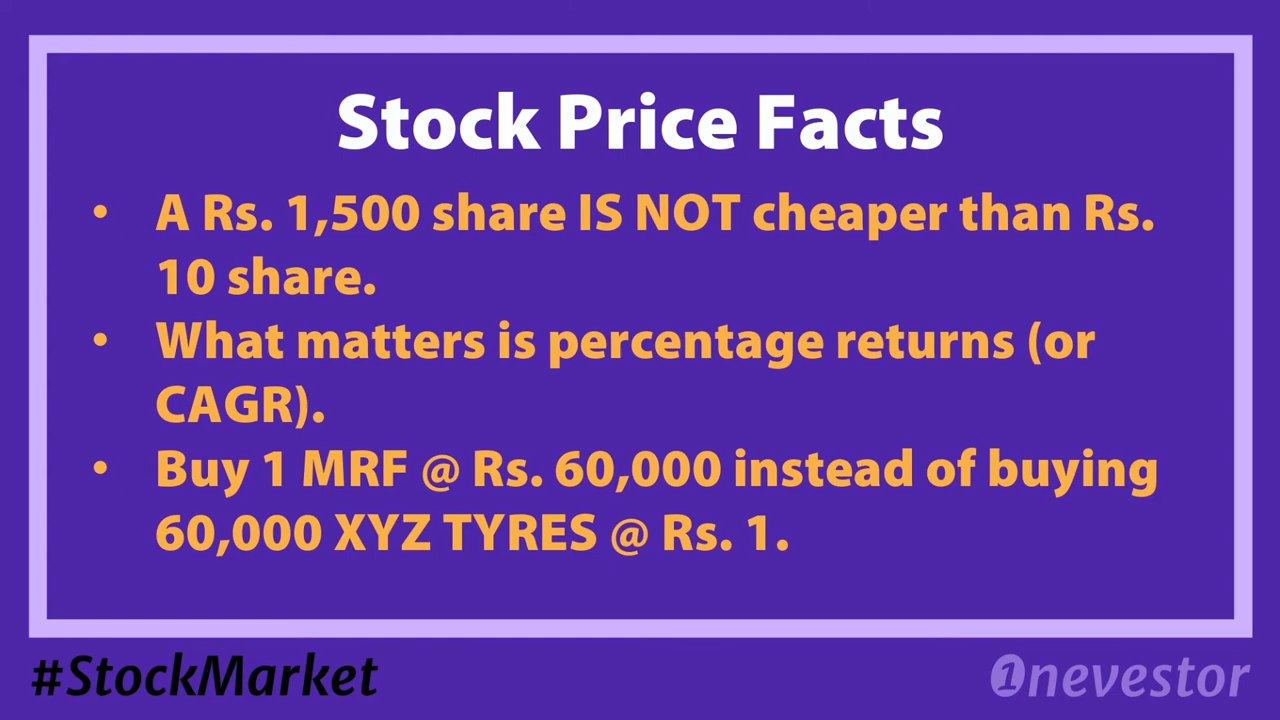 Stock Price Facts
• A Rs. 1,500 share IS NOT cheaper than Rs.
10 share.
• What matters is percentage returns (or
CAGR).
• Buy 1 MRF @ Rs. 60,000 instead of buying
60,000 XYZ TYRES @ Rs. 1.
#StockMarket
1nevestor